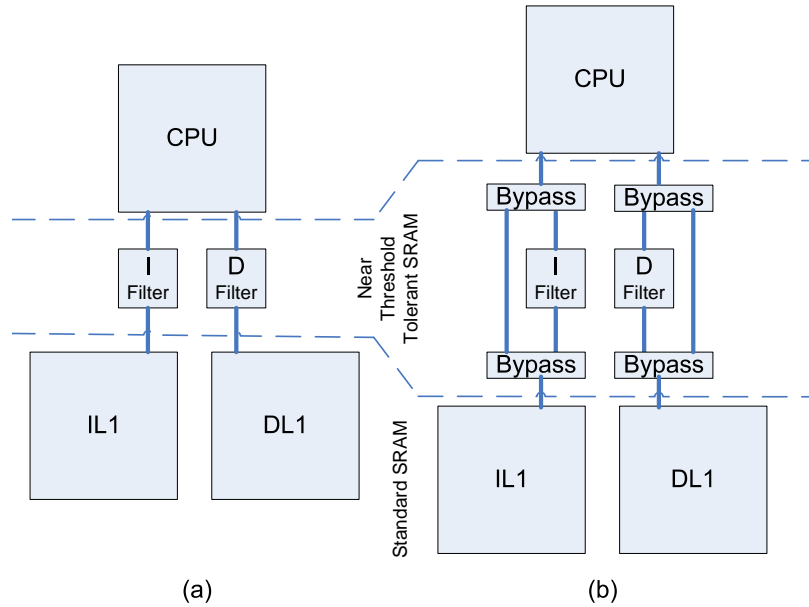 CPU
I
Filter
D
Filter
IL1
DL1
(a)
Near
Threshold
Tolerant SRAM
Standard SRAM
CPU
Bypass
Bypass
I
Filter
D
Filter
Bypass
Bypass
IL1
DL1
(b)